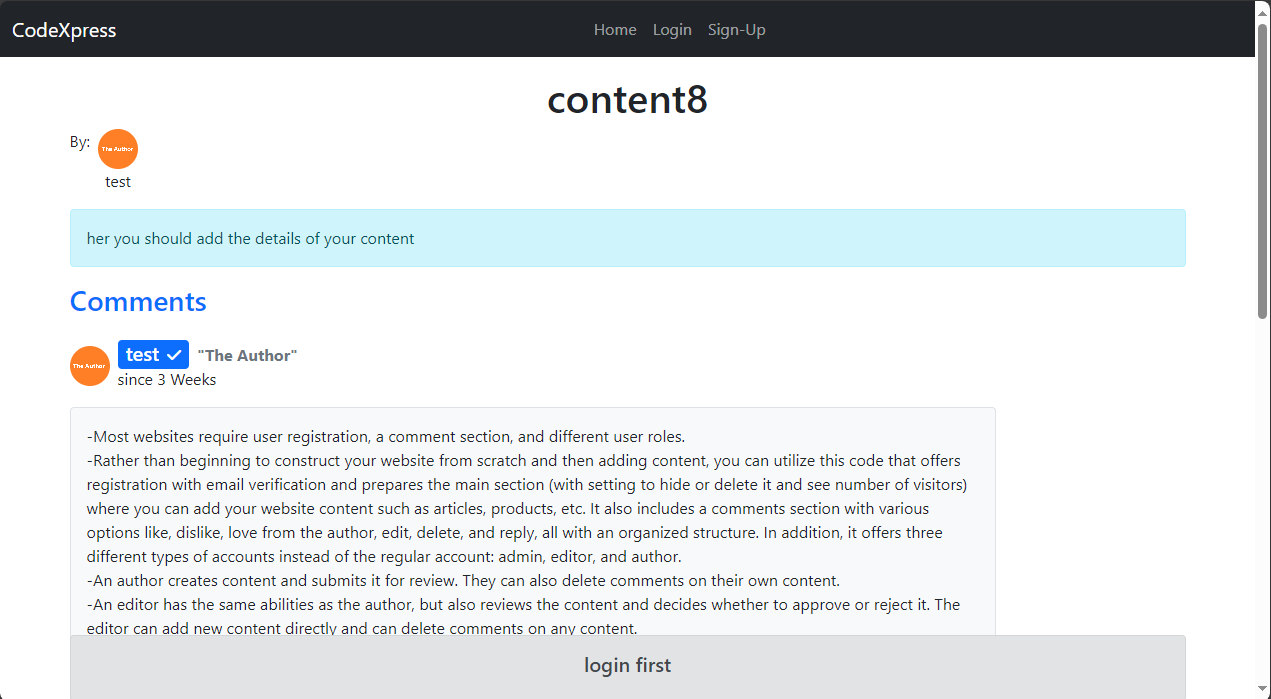 CodeXpress Home Login Sign-Up
content8
By: The Author
test
her you should add the details of your content
Comments
The Author test "The Author"
since 3 Weeks
-Most websites require user registration, a comment section, and different user roles.
-Rather than beginning to construct your website from scratch and then adding content, you can utilize this code that offers
registration with email verification and prepares the main section (with setting to hide or delete it and see number of visitors)
where you can add your website content such as articles, products, etc. It also includes a comments section with various
options like, dislike, love from the author, edit, delete, and reply, all with an organized structure. In addition, it offers three
different types of accounts instead of the regular account: admin, editor, and author.
-An author creates content and submits it for review. They can also delete comments on their own content.
-An editor has the same abilities as the author, but also reviews the content and decides whether to approve or reject it. The
editor can add new content directly and can delete comments on any content.
login first